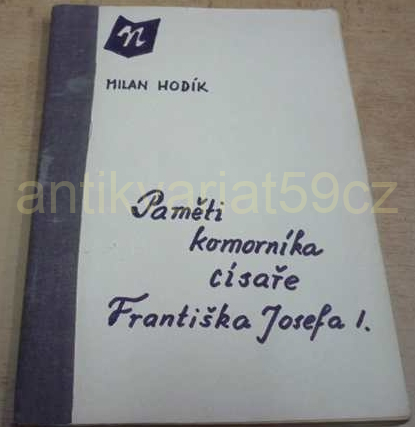 n
MILAN HODÍK
antikvariat59cz
Paměti
komorníka
císaře
Františka Josefa I.